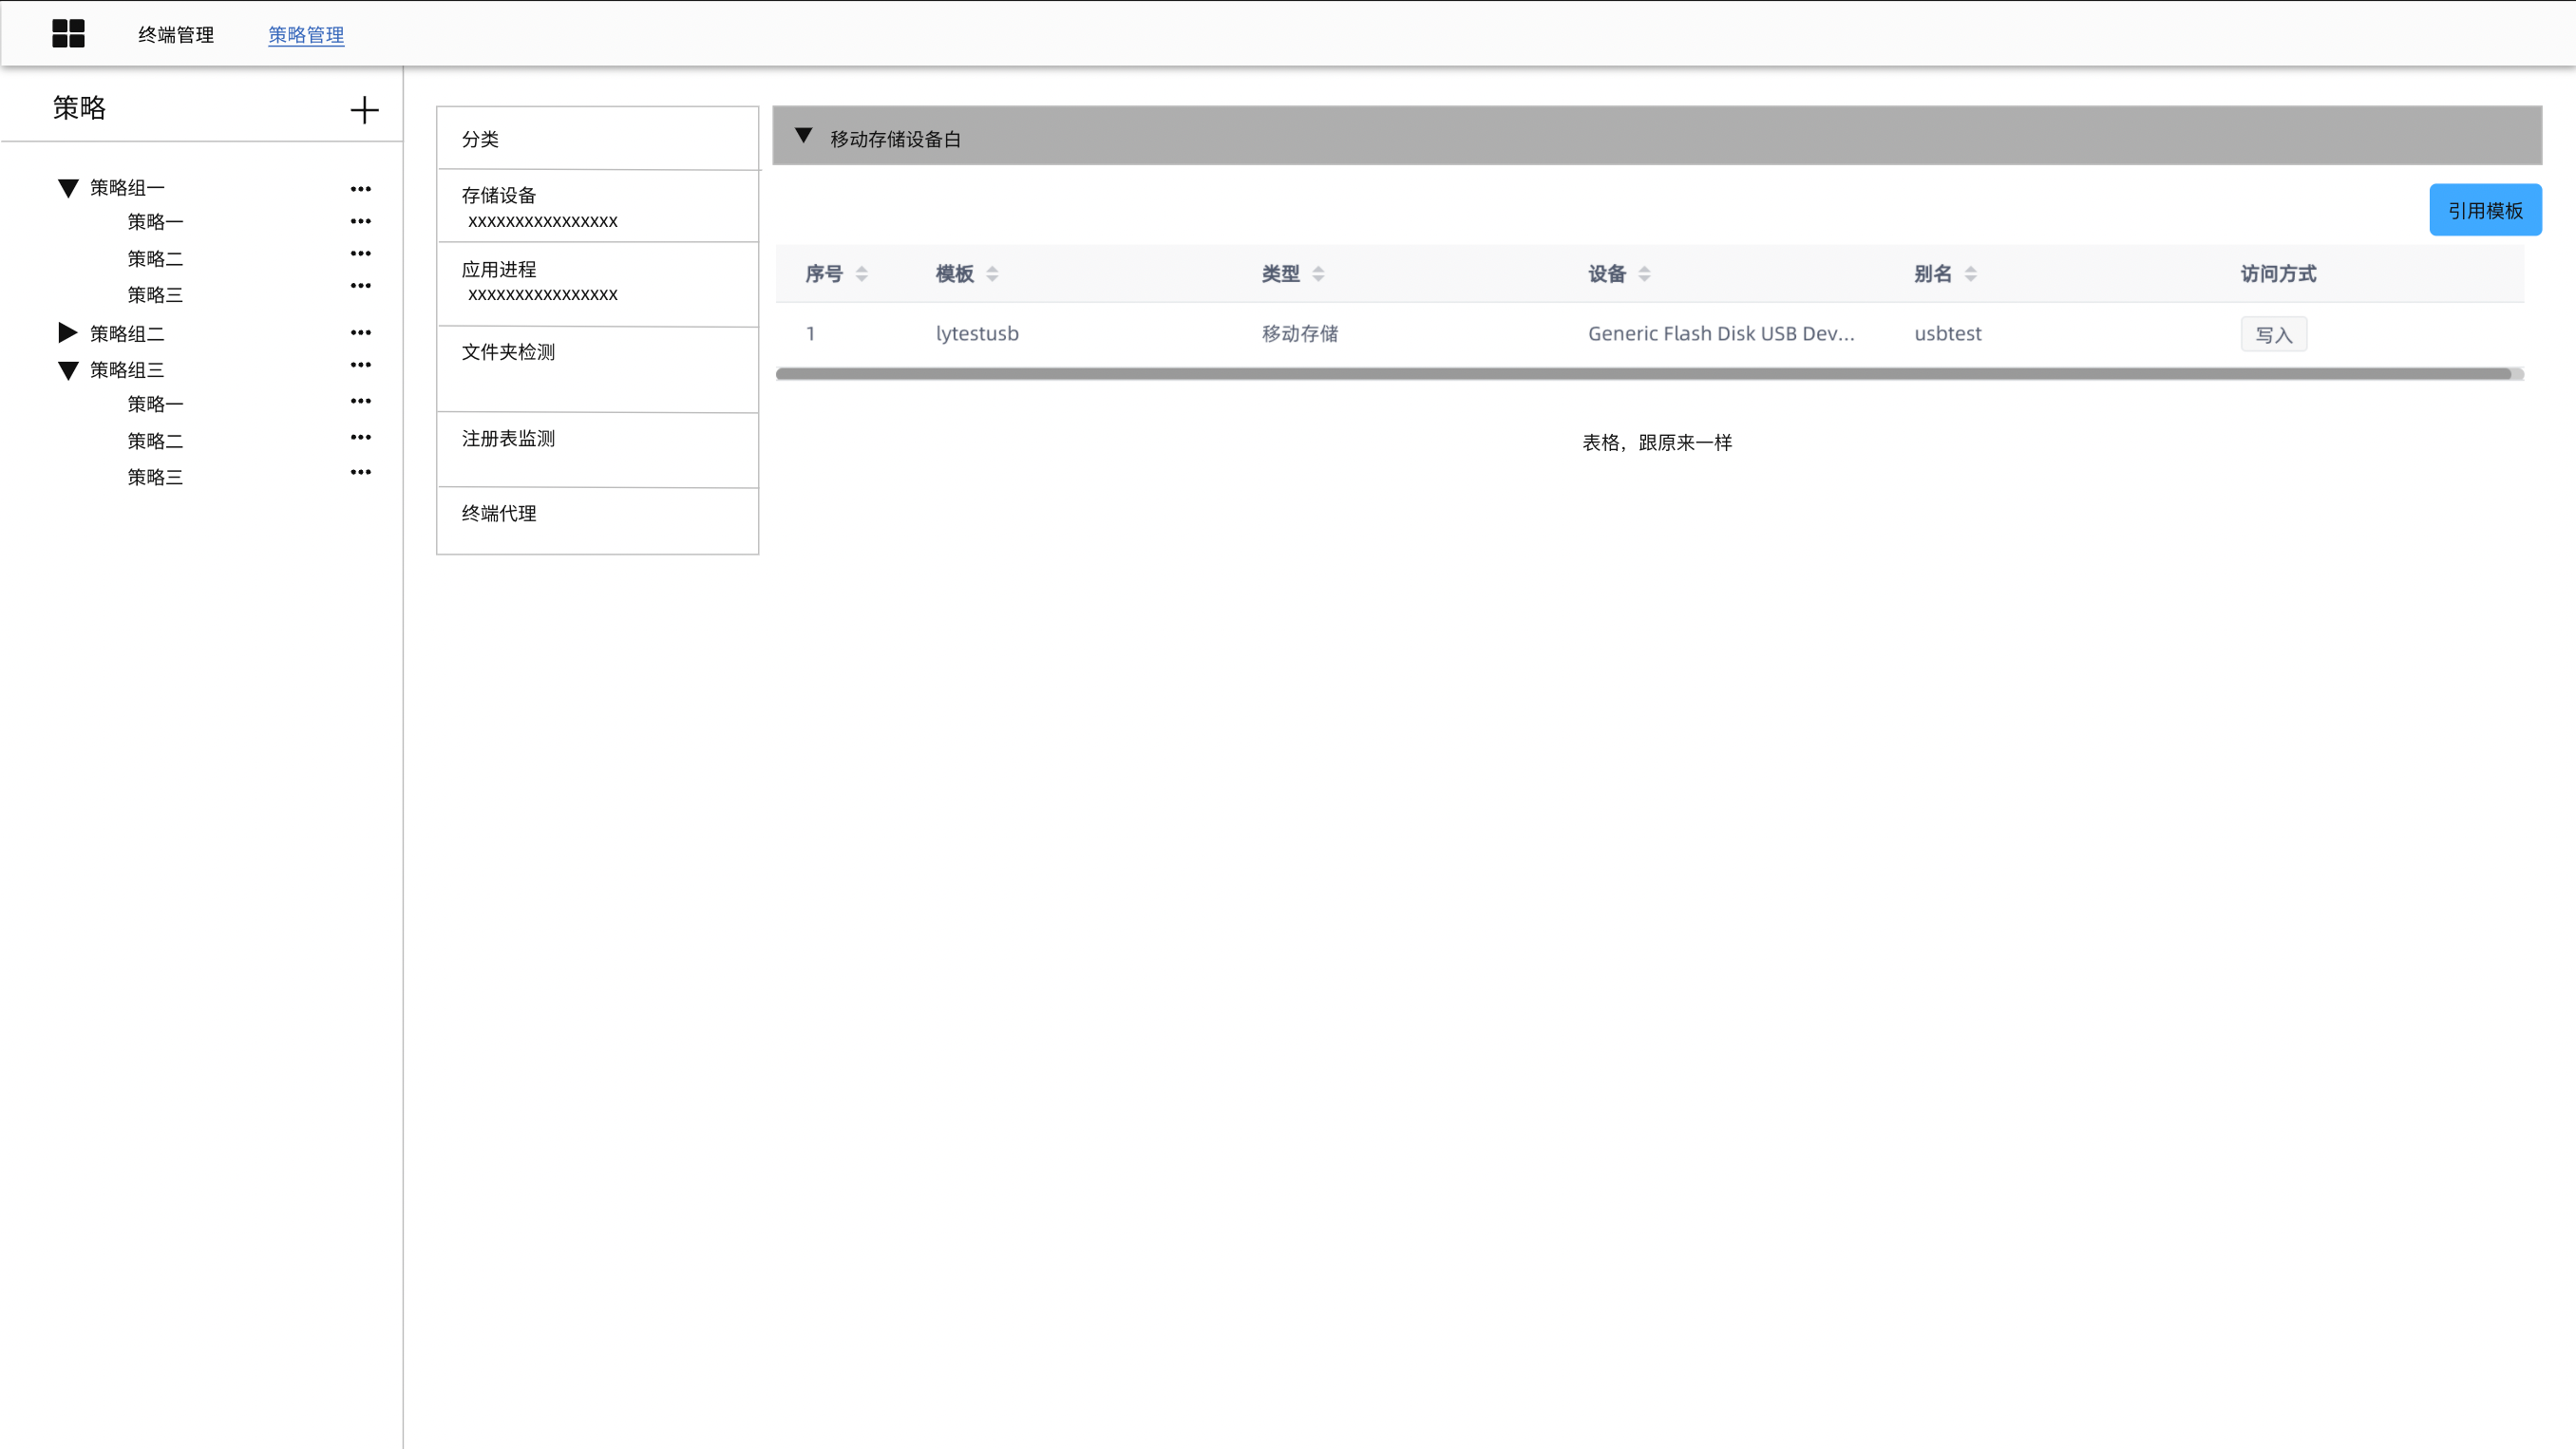 终端管理 策略管理
策略
策略组一
策略一
策略二
策略三
策略组二
策略组三
策略一
策略二
策略三
分类
存储设备
xxxxxxxxxxxxxxxx
应用进程
xxxxxxxxxxxxxxxx
文件夹检测
注册表监测
终端代理
移动存储设备白
引用模板
序号 模板 类型 设备 别名 访问方式
1 lytestusb 移动存储 Generic Flash Disk USB Dev... usbtest 写入
表格，跟原来一样